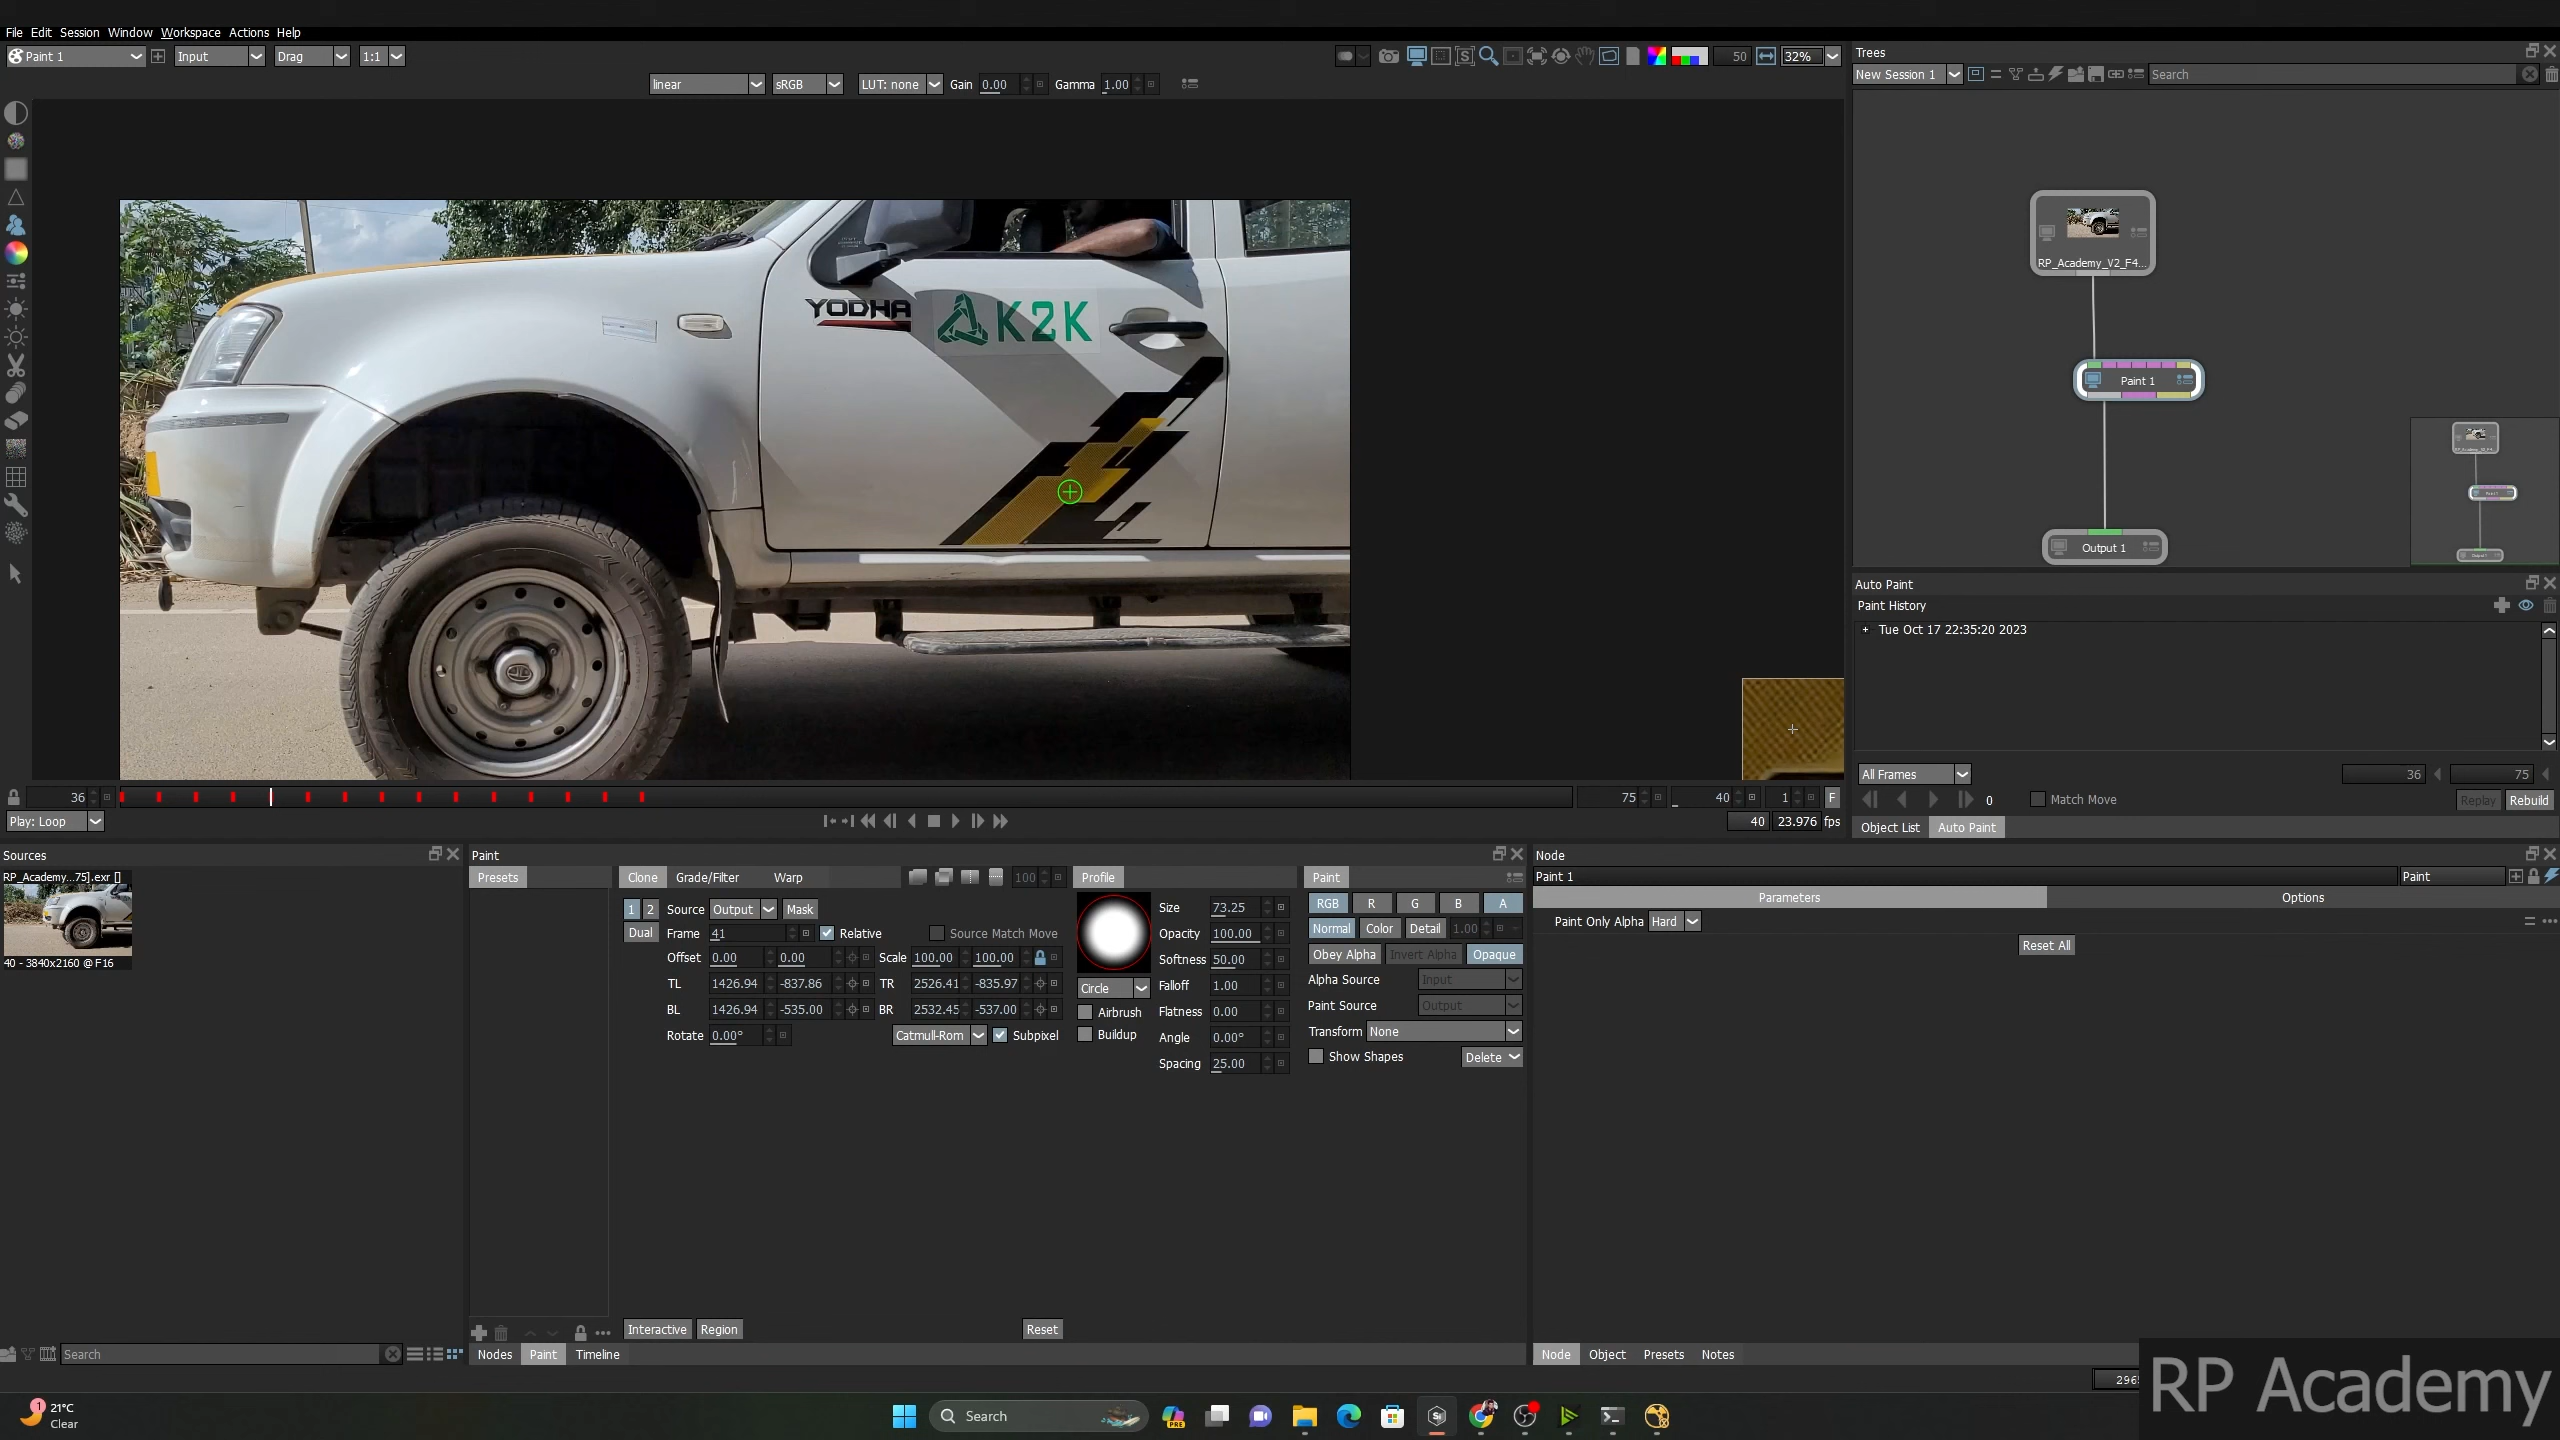 File Edit Session Window Workspace Actions Help
Paint 1 Input Drag 1:1 50 32%
linear sRGB LUT: none Gain 0.00 Gamma 1.00
Trees
New Session 1 Search
YODHA K2K
RP_Academy_V2_F4...
Paint 1
Output 1
Auto Paint
Paint History
+ Tue Oct 17 22:35:20 2023
All Frames 36 75
0 Match Move Replay Rebuild
Object List Auto Paint
36 75 40 1 F
Play: Loop 40 23.976 fps
Sources
RP_Academy...75].exr []
40 - 3840x2160 @ F16
Search
Paint
Presets Clone Grade/Filter Warp 100 Profile Paint
1 2 Source Output Mask
Dual Frame 41 Relative Source Match Move
Offset 0.00 0.00 Scale 100.00 100.00
TL 1426.94 -837.86 TR 2526.41 -835.97
BL 1426.94 -535.00 BR 2532.45 -537.00
Rotate 0.00° Catmull-Rom Subpixel
Circle
Airbrush
Buildup
Size 73.25
Opacity 100.00
Softness 50.00
Falloff 1.00
Flatness 0.00
Angle 0.00°
Spacing 25.00
RGB R G B A
Normal Color Detail 1.00
Obey Alpha Invert Alpha Opaque
Alpha Source Input
Paint Source Output
Transform None
Show Shapes Delete
Interactive Region Reset
Nodes Paint Timeline
Node
Paint 1 Paint
Parameters Options
Paint Only Alpha Hard
Reset All
Node Object Presets Notes
RP Academy
1 21°C
Clear
Search
PRE